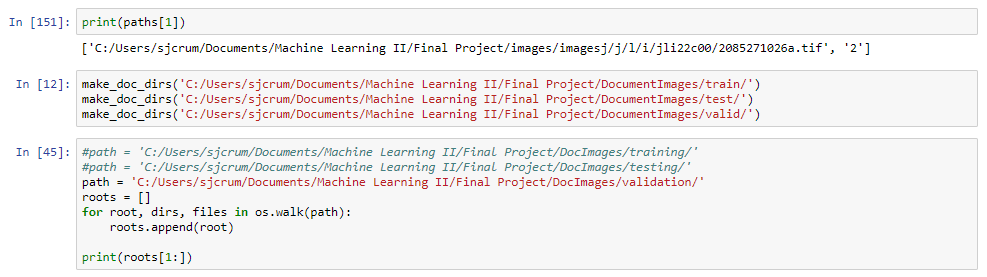 In [151]: print(paths[1])
['C:/Users/sjcrum/Documents/Machine Learning II/Final Project/images/imagesj/j/l/i/jli22c00/2085271026a.tif', '2']
In [12]: make_doc_dirs('C:/Users/sjcrum/Documents/Machine Learning II/Final Project/DocumentImages/train/')
make_doc_dirs('C:/Users/sjcrum/Documents/Machine Learning II/Final Project/DocumentImages/test/')
make_doc_dirs('C:/Users/sjcrum/Documents/Machine Learning II/Final Project/DocumentImages/valid/')
In [45]: #path = 'C:/Users/sjcrum/Documents/Machine Learning II/Final Project/DocImages/training/'
#path = 'C:/Users/sjcrum/Documents/Machine Learning II/Final Project/DocImages/testing/'
path = 'C:/Users/sjcrum/Documents/Machine Learning II/Final Project/DocImages/validation/'
roots = []
for root, dirs, files in os.walk(path):
    roots.append(root)
print(roots[1:])